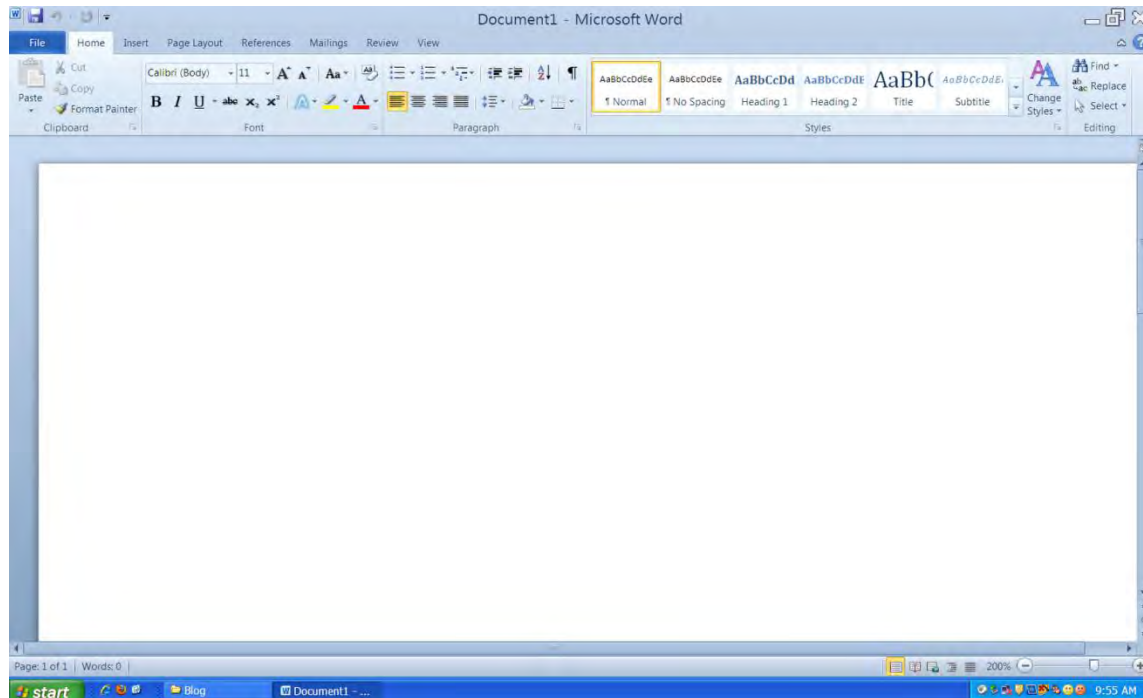 Document1 - Microsoft Word
File Home Insert Page Layout References Mailings Review View
Paste
Cut
Copy
Format Painter
Clipboard
Calibri (Body) 11 A A Aa
B I U abc x₂ x² A A
Font
Paragraph
AaBbCcDdEe AaBbCcDdEe AaBbCcDd AaBbCcDdE AaBb( AaBbCcDdE
¶ Normal ¶ No Spacing Heading 1 Heading 2 Title Subtitle
Change Styles
Styles
Find
Replace
Select
Editing
Page: 1 of 1 Words: 0 200%
start Blog Document1 - ... 9:55 AM